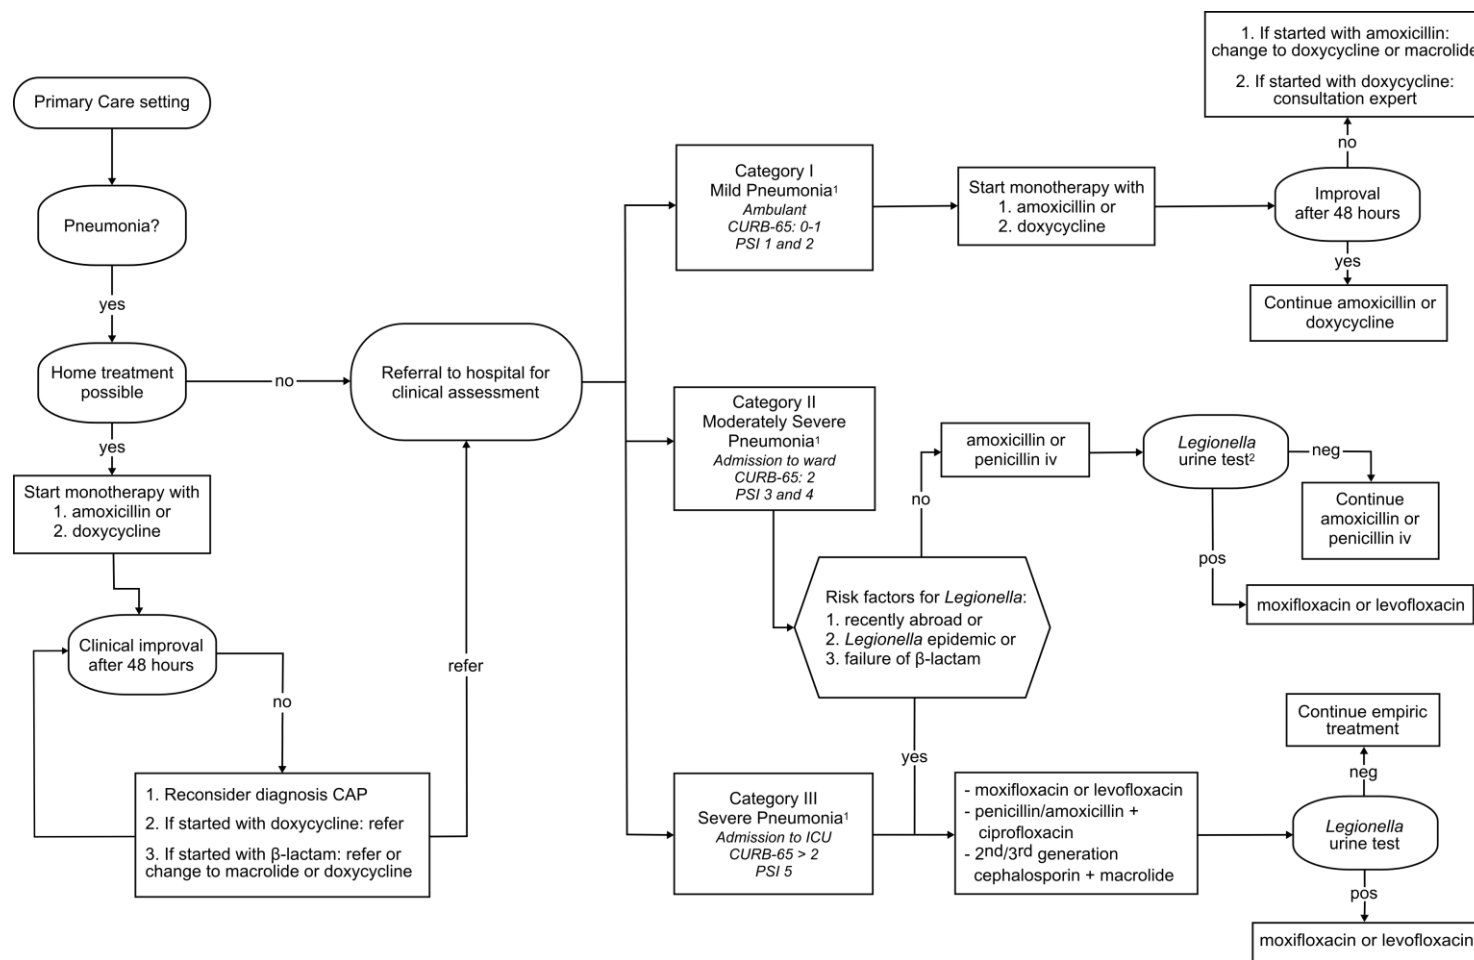 Primary Care setting
Pneumonia?
yes
Home treatment
possible
no
yes
Start monotherapy with
1. amoxicillin or
2. doxycycline
Clinical improval
after 48 hours
no
1. Reconsider diagnosis CAP
2. If started with doxycycline: refer
3. If started with β-lactam: refer or
change to macrolide or doxycycline
refer
Referral to hospital for
clinical assessment
Category I
Mild Pneumonia¹
Ambulant
CURB-65: 0-1
PSI 1 and 2
Start monotherapy with
1. amoxicillin or
2. doxycycline
Improval
after 48 hours
no
1. If started with amoxicillin:
change to doxycycline or macrolide
2. If started with doxycycline:
consultation expert
yes
Continue amoxicillin or
doxycycline
Category II
Moderately Severe
Pneumonia¹
Admission to ward
CURB-65: 2
PSI 3 and 4
Risk factors for Legionella:
1. recently abroad or
2. Legionella epidemic or
3. failure of β-lactam
no
amoxicillin or
penicillin iv
Legionella
urine test²
neg
Continue
amoxicillin or
penicillin iv
pos
moxifloxacin or levofloxacin
yes
Category III
Severe Pneumonia¹
Admission to ICU
CURB-65 > 2
PSI 5
- moxifloxacin or levofloxacin
- penicillin/amoxicillin +
ciprofloxacin
- 2nd/3rd generation
cephalosporin + macrolide
Legionella
urine test
neg
Continue empiric
treatment
pos
moxifloxacin or levofloxacin